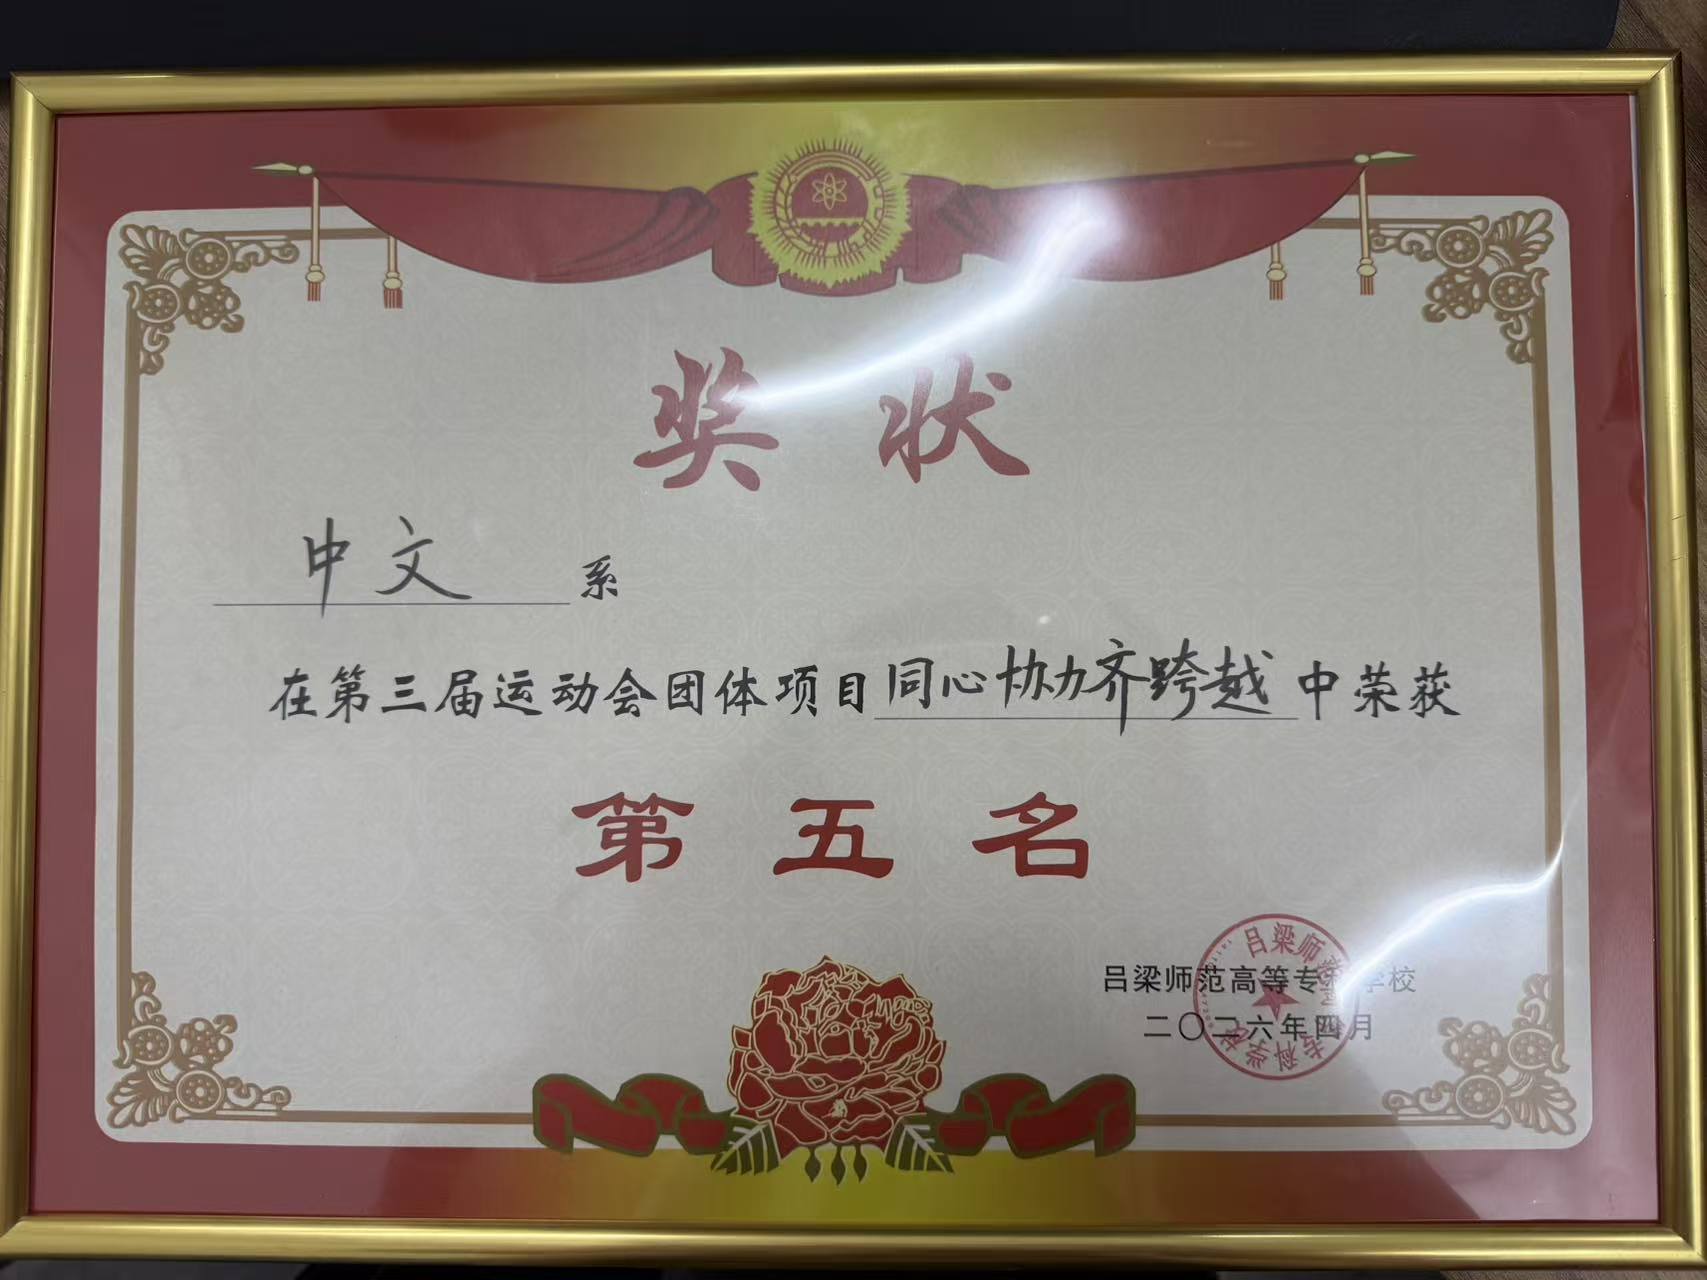 奖状
中文系
在第三届运动会团体项目同心协力齐跨越中荣获
第五名
吕梁师范高等专科学校
二〇二六年四月